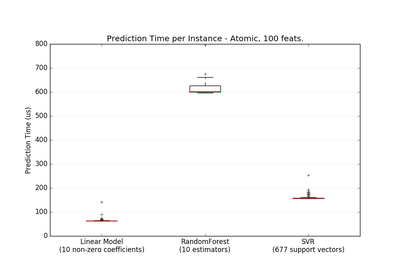 Prediction Time per Instance - Atomic, 100 feats.
800
700
600
500
400
300
200
100
0
Prediction Time (us)
Linear Model
(10 non-zero coefficients)
RandomForest
(10 estimators)
SVR
(677 support vectors)